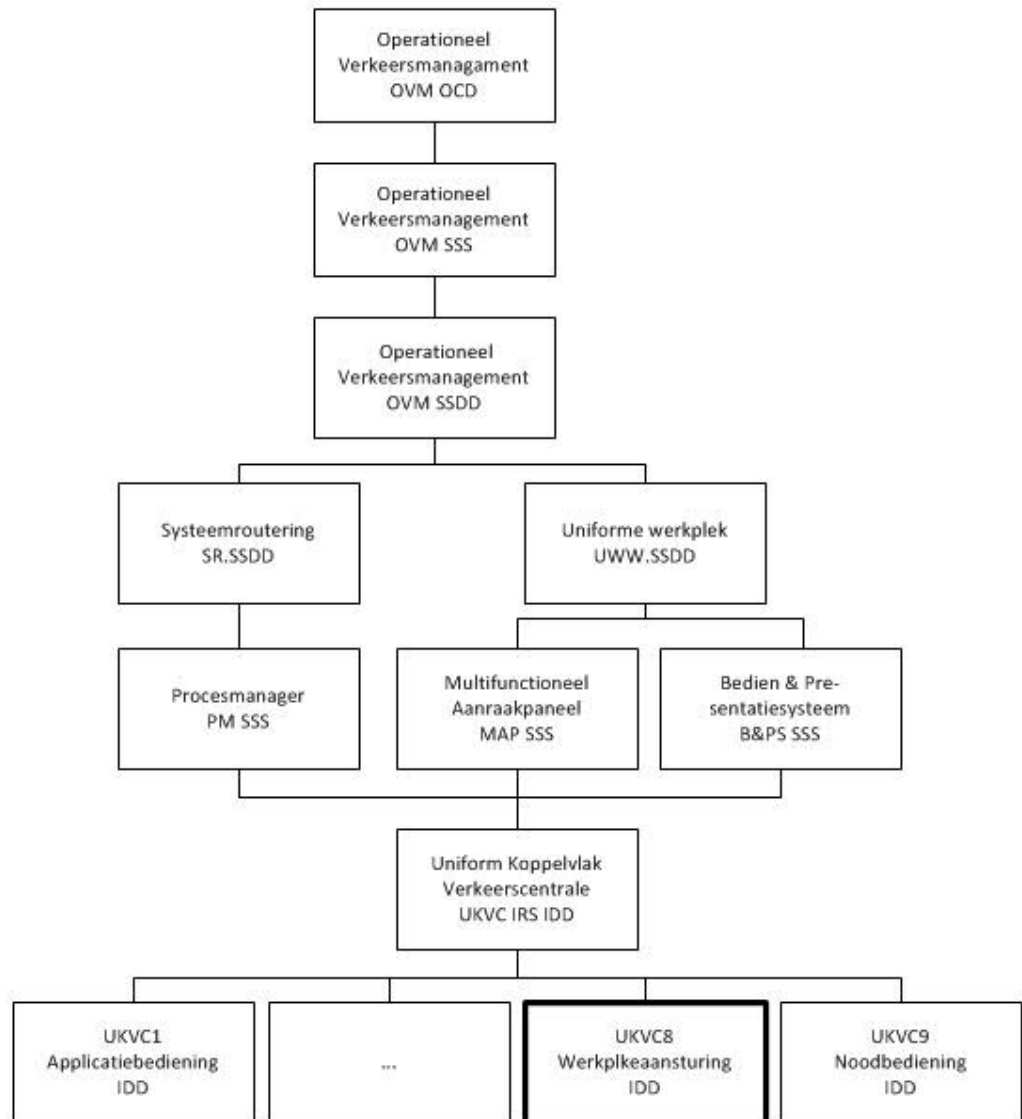 Operationeel
Verkeersmanagament
OVM OCD
Operationeel
Verkeersmanagement
OVM SSS
Operationeel
Verkeersmanagement
OVM SSDD
Systeemroutering
SR.SSDD
Uniforme werkplek
UWW.SSDD
Procesmanager
PM SSS
Multifunctioneel
Aanraakpaneel
MAP SSS
Bedien & Pre-
sentatiesysteem
B&PS SSS
Uniform Koppelvlak
Verkeerscentrale
UKVC IRS IDD
UKVC1
Applicatiebediening
IDD
...
UKVC8
Werkplkeaansturing
IDD
UKVC9
Noodbediening
IDD